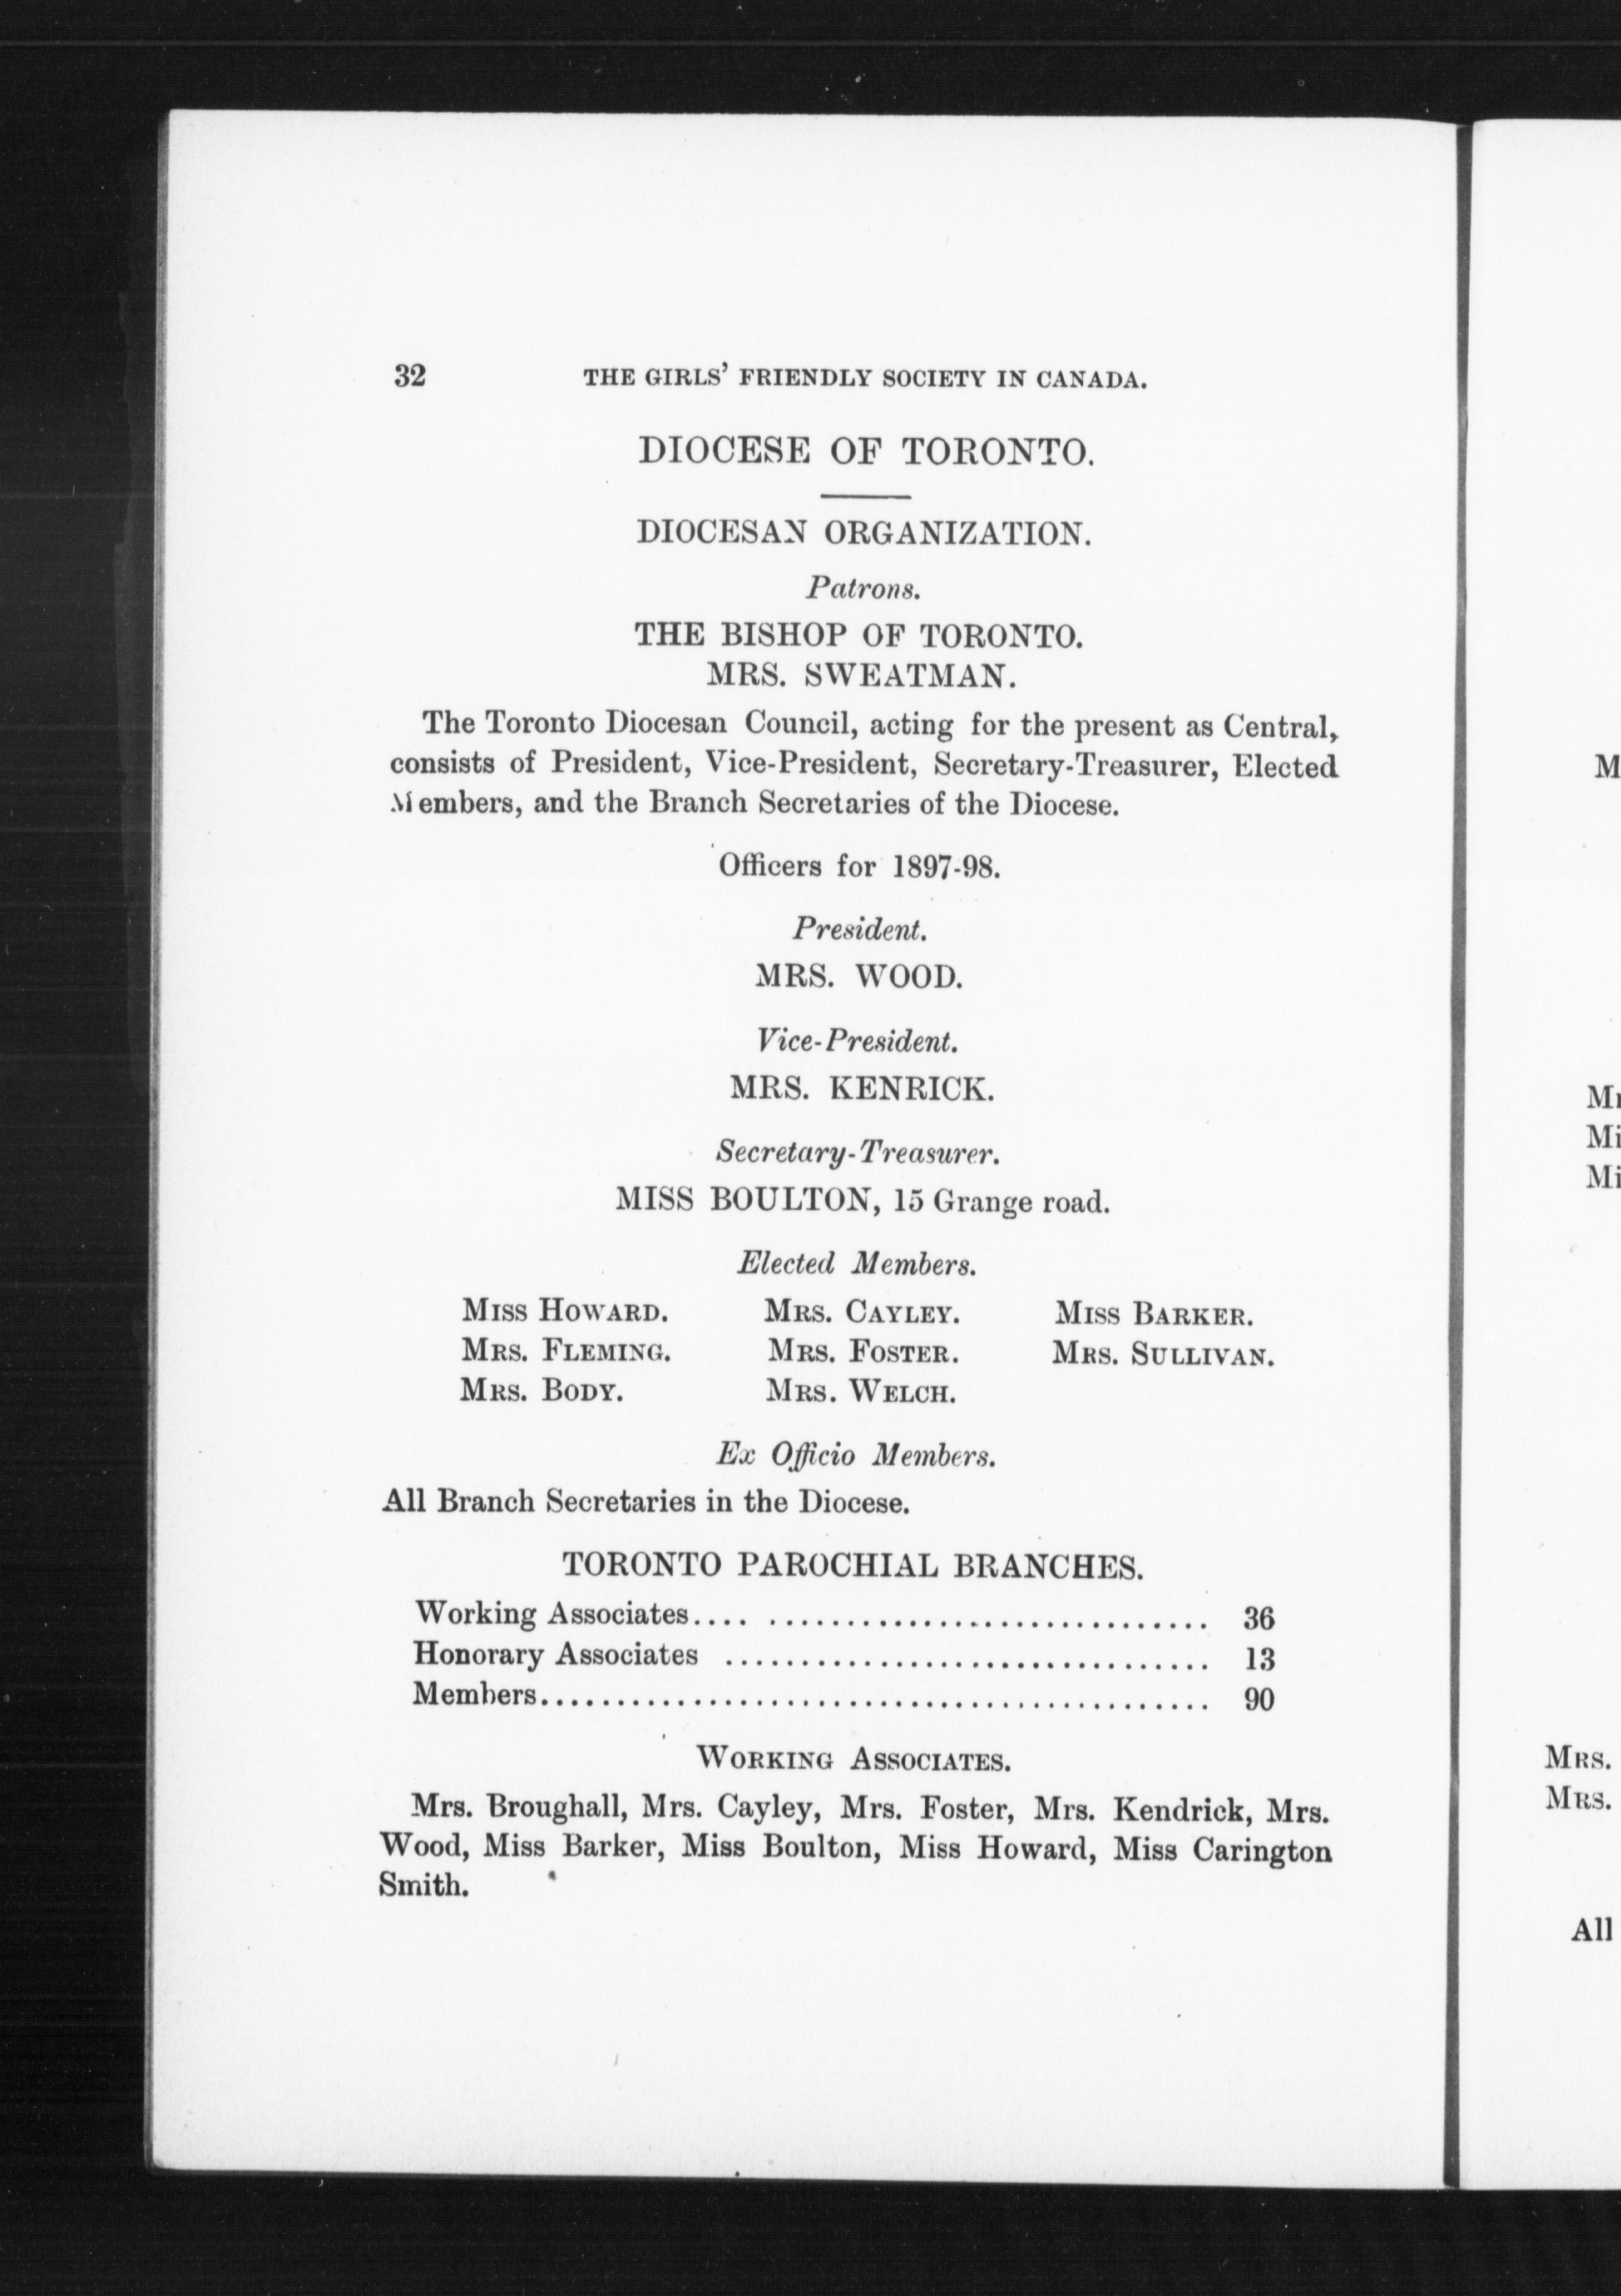 32 THE GIRLS' FRIENDLY SOCIETY IN CANADA.
DIOCESE OF TORONTO.
DIOCESAN ORGANIZATION.
Patrons.
THE BISHOP OF TORONTO.
MRS. SWEATMAN.
The Toronto Diocesan Council, acting for the present as Central,
consists of President, Vice-President, Secretary-Treasurer, Elected
Members, and the Branch Secretaries of the Diocese.
Officers for 1897-98.
President.
MRS. WOOD.
Vice-President.
MRS. KENRICK.
Secretary-Treasurer.
MISS BOULTON, 15 Grange road.
Elected Members.
MISS HOWARD. MRS. CAYLEY. MISS BARKER.
MRS. FLEMING. MRS. FOSTER. MRS. SULLIVAN.
MRS. BODY. MRS. WELCH.
Ex Officio Members.
All Branch Secretaries in the Diocese.
TORONTO PAROCHIAL BRANCHES.
Working Associates.... .............................. 36
Honorary Associates ................................. 13
Members............................................. 90
WORKING ASSOCIATES.
Mrs. Broughall, Mrs. Cayley, Mrs. Foster, Mrs. Kendrick, Mrs.
Wood, Miss Barker, Miss Boulton, Miss Howard, Miss Carington
Smith.
MRS.
MRS.
All